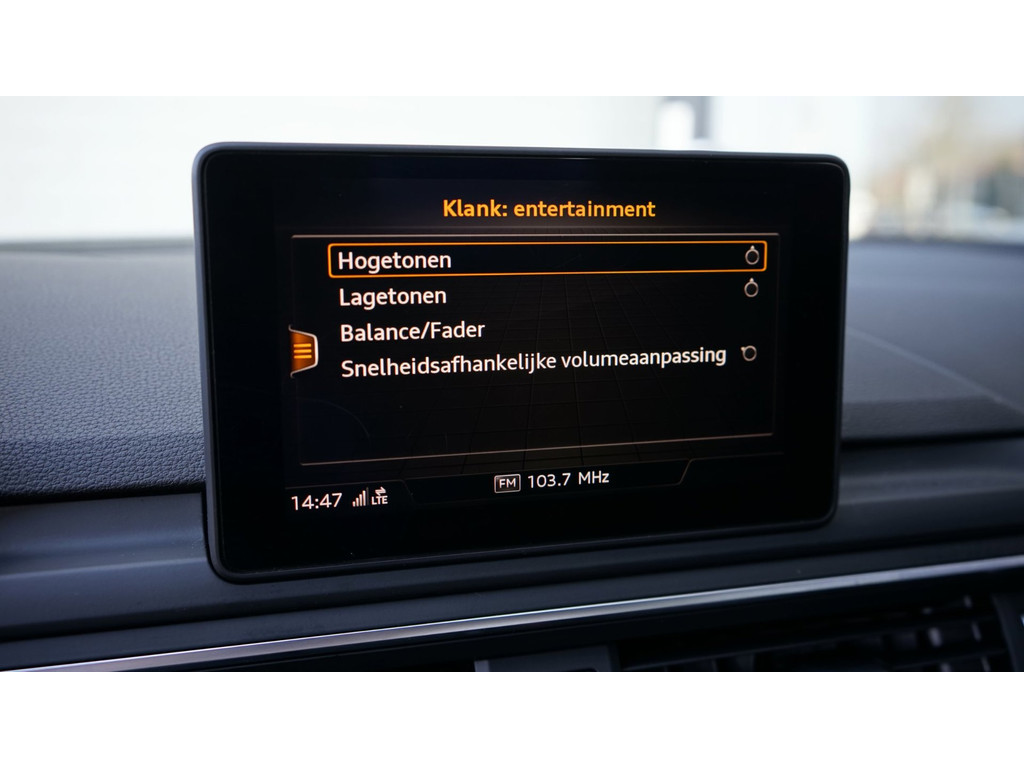 Klank: entertainment
Hogetonen
Lagetonen
Balance/Fader
Snelheidsafhankelijke volumeaanpassing
14:47 LTE FM 103.7 MHz